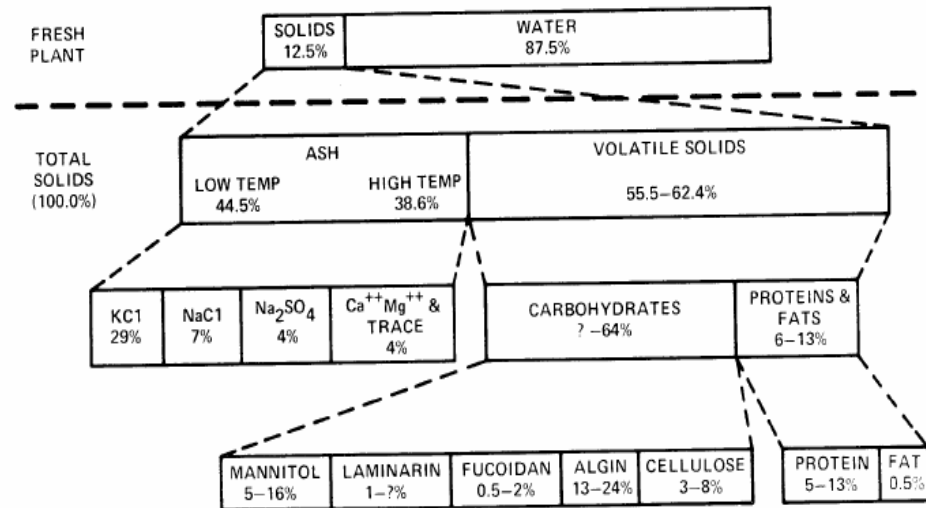 FRESH
PLANT
SOLIDS
12.5%
WATER
87.5%
TOTAL
SOLIDS
(100.0%)
ASH
LOW TEMP
44.5%
HIGH TEMP
38.6%
VOLATILE SOLIDS
55.5–62.4%
KC1
29%
NaC1
7%
Na₂SO₄
4%
Ca⁺⁺Mg⁺⁺ &
TRACE
4%
CARBOHYDRATES
? –64%
PROTEINS &
FATS
6–13%
MANNITOL
5–16%
LAMINARIN
1–?%
FUCOIDAN
0.5–2%
ALGIN
13–24%
CELLULOSE
3–8%
PROTEIN
5–13%
FAT
0.5%